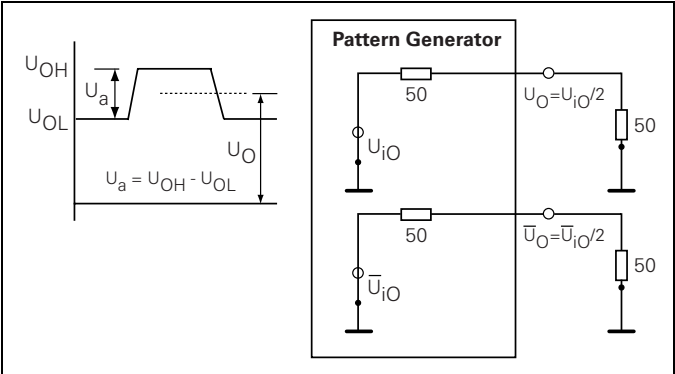 U_OH
U_a
U_OL
U_O
U_a = U_OH - U_OL
Pattern Generator
50
U_O=U_iO/2
50
U_iO
50
U̅_O=U̅_iO/2
50
U̅_iO